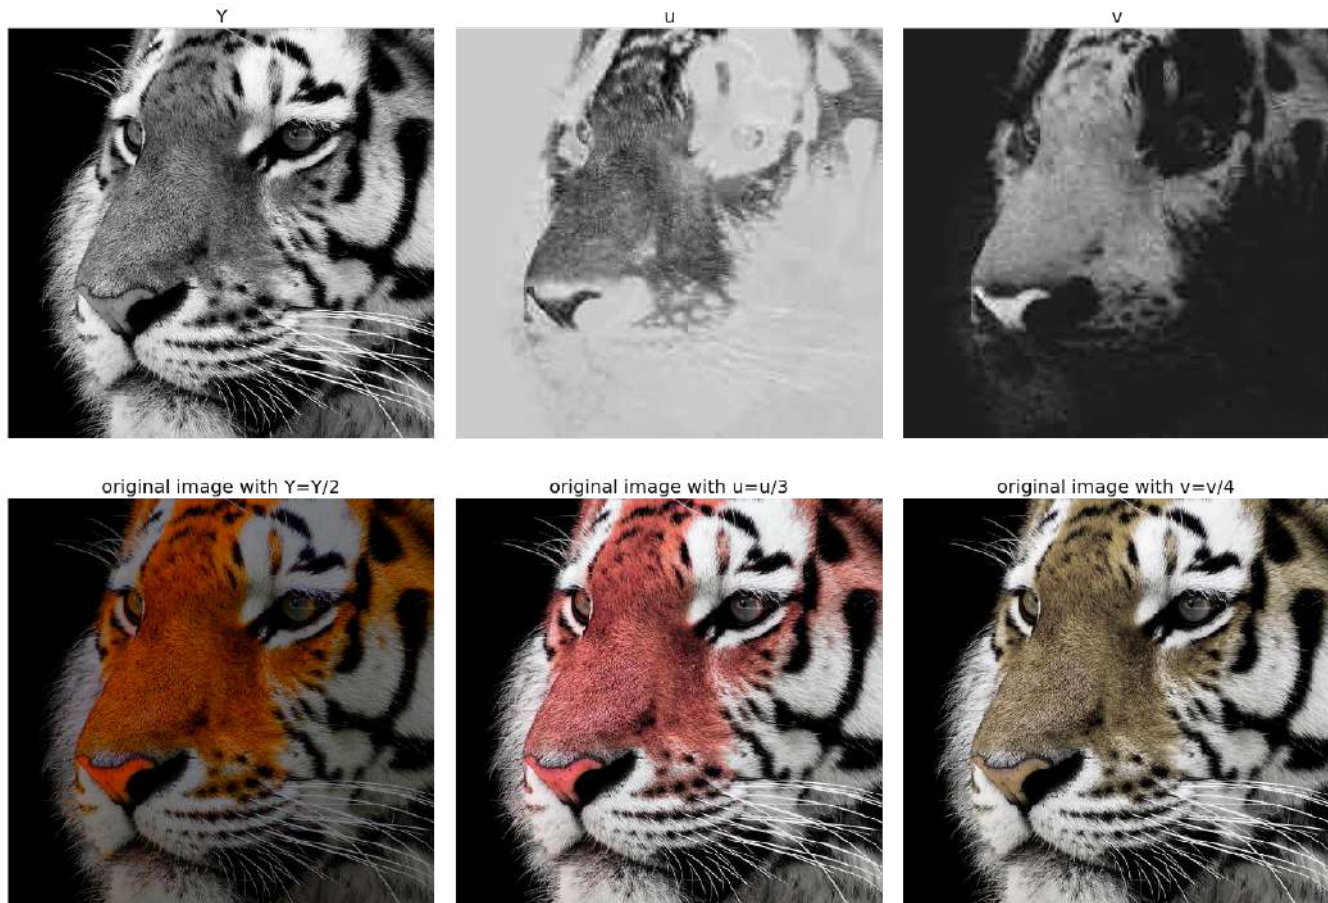 Y
u
v
original image with Y=Y/2
original image with u=u/3
original image with v=v/4